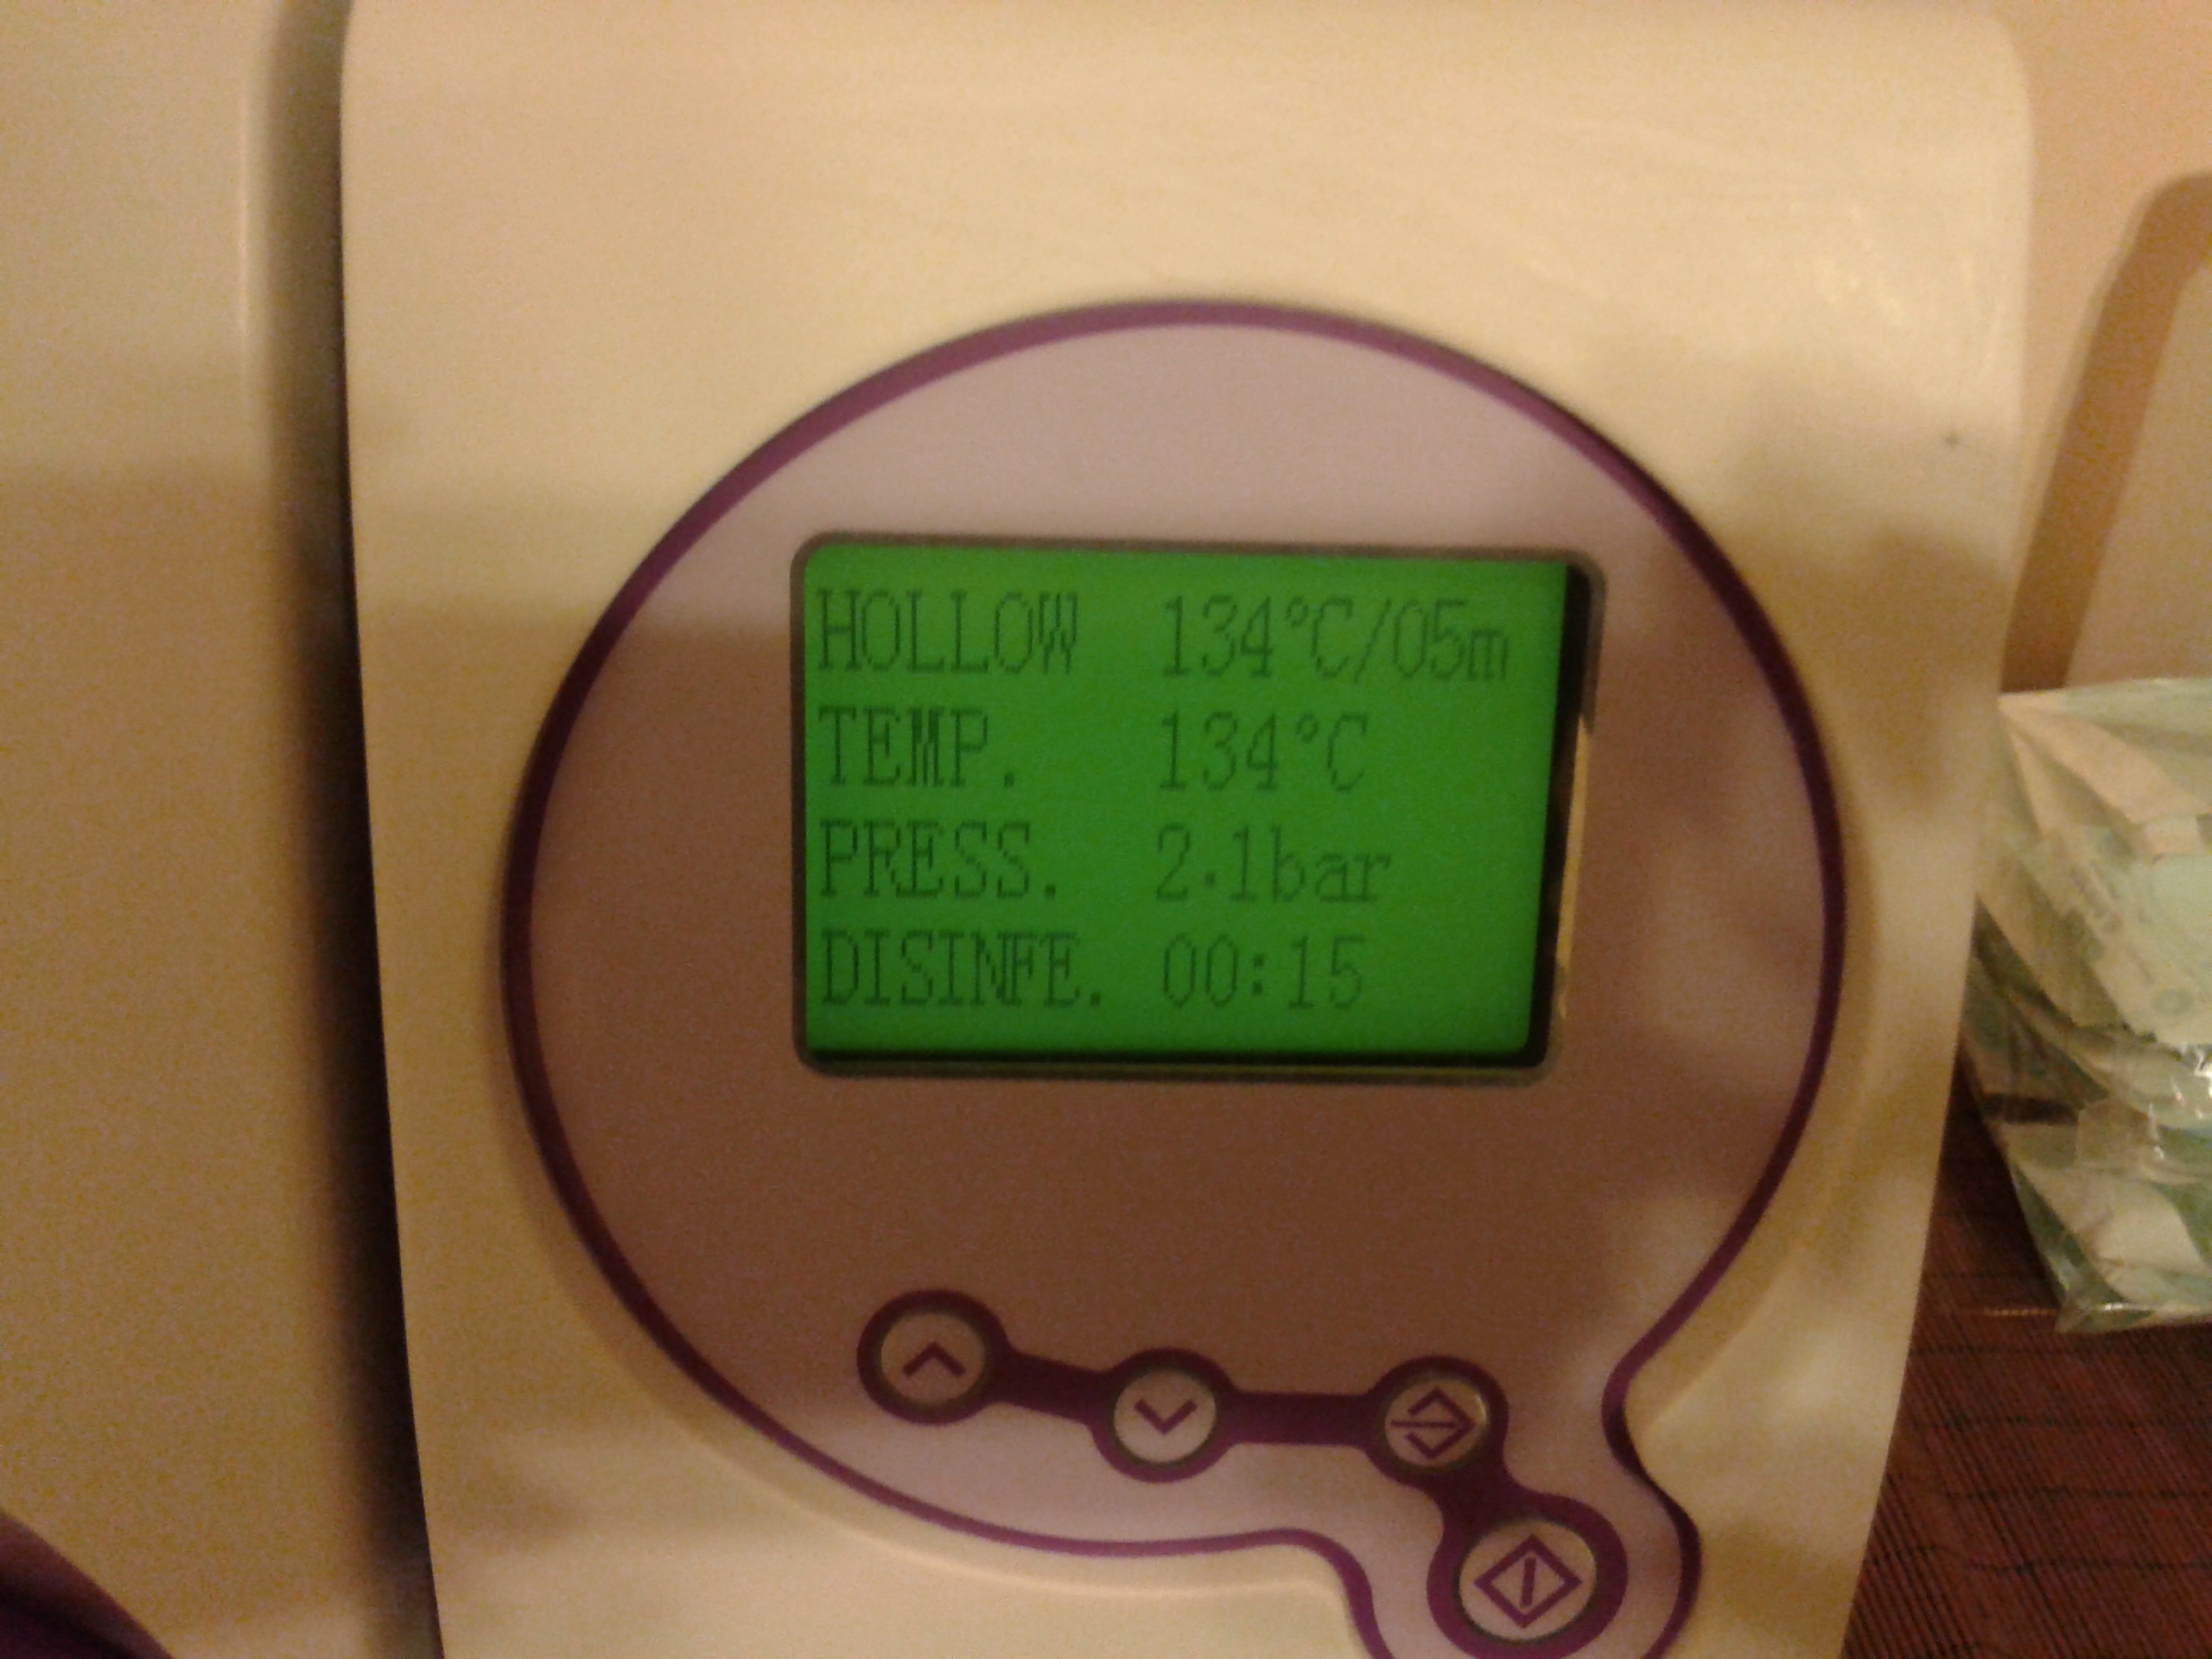 HOLLOW 134°C/05m
TEMP. 134°C
PRESS. 2.1bar
DISINFE. 00:15